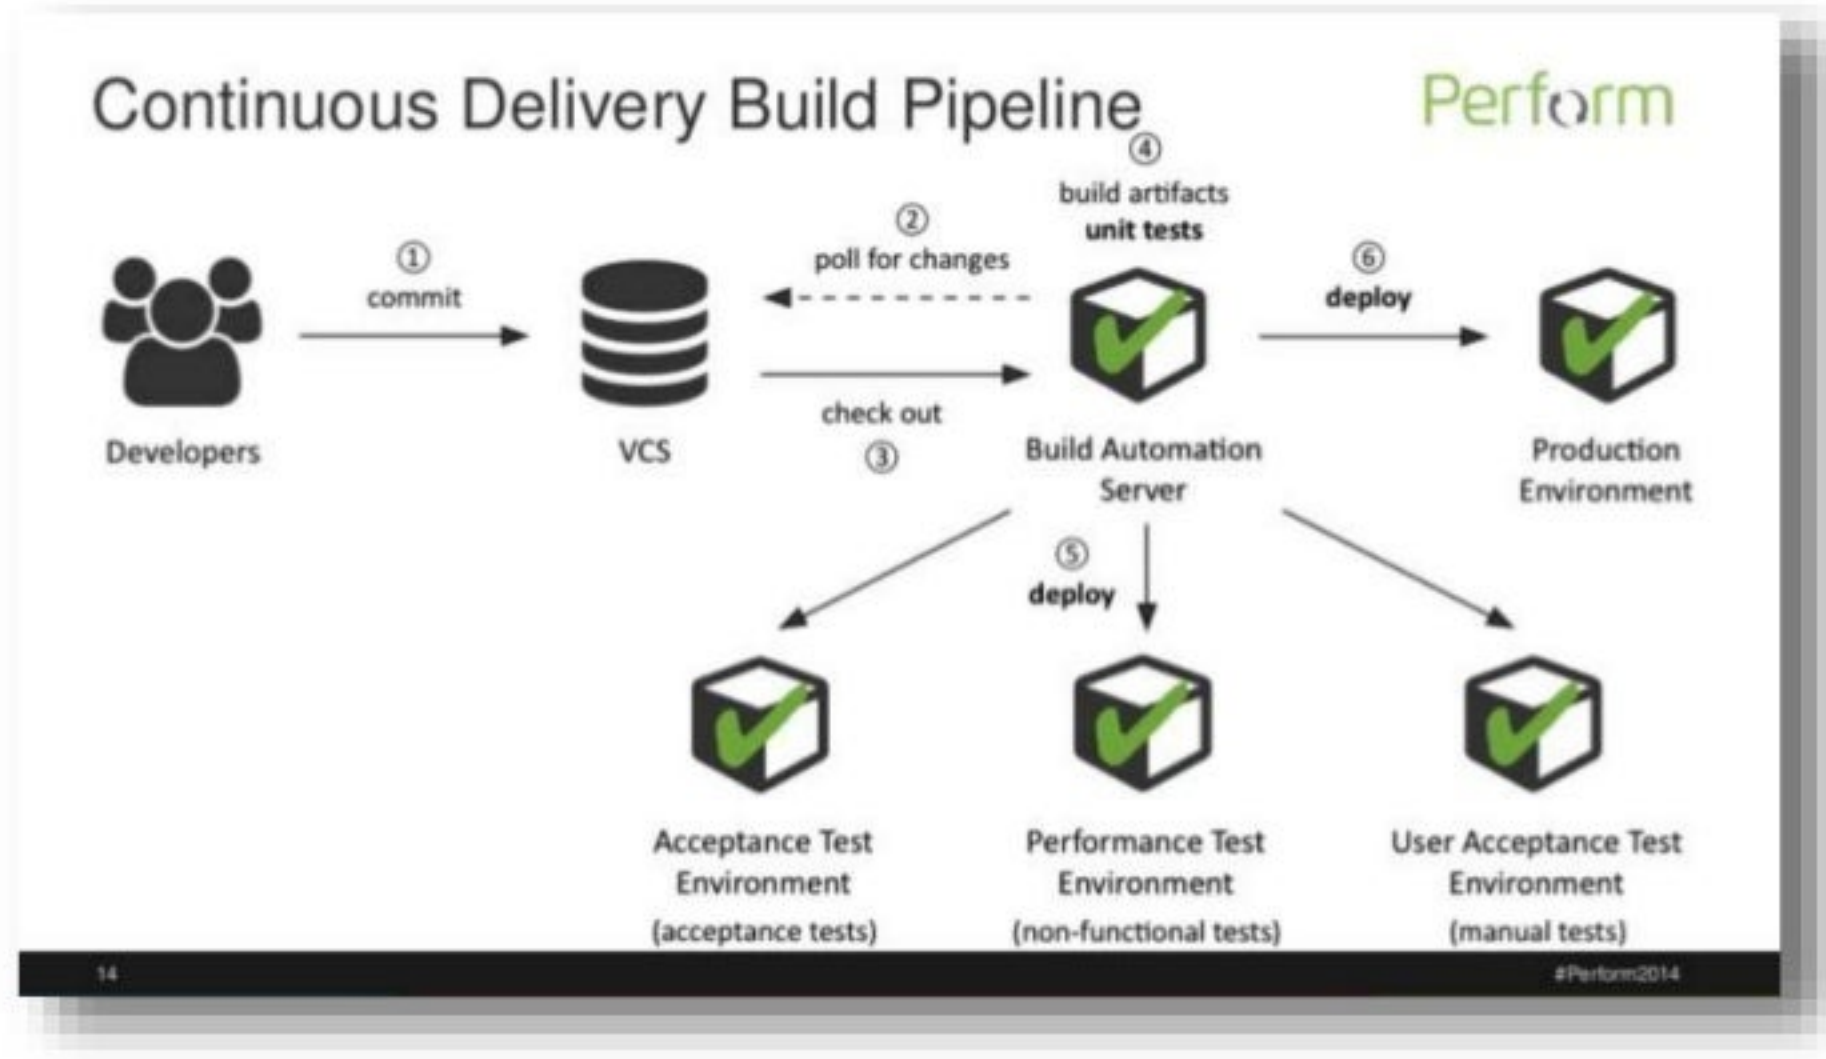 Continuous Delivery Build Pipeline
Perform
④
build artifacts
unit tests
②
poll for changes
①
commit
⑥
deploy
check out
③
Developers
VCS
Build Automation
Server
Production
Environment
⑤
deploy
Acceptance Test
Environment
(acceptance tests)
Performance Test
Environment
(non-functional tests)
User Acceptance Test
Environment
(manual tests)
14
#Perform2014